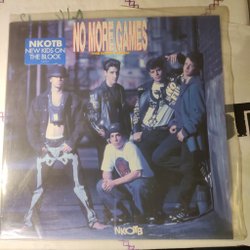 NO MORE GAMES
NKOTB
NEW KIDS ON
THE BLOCK
NKOTB